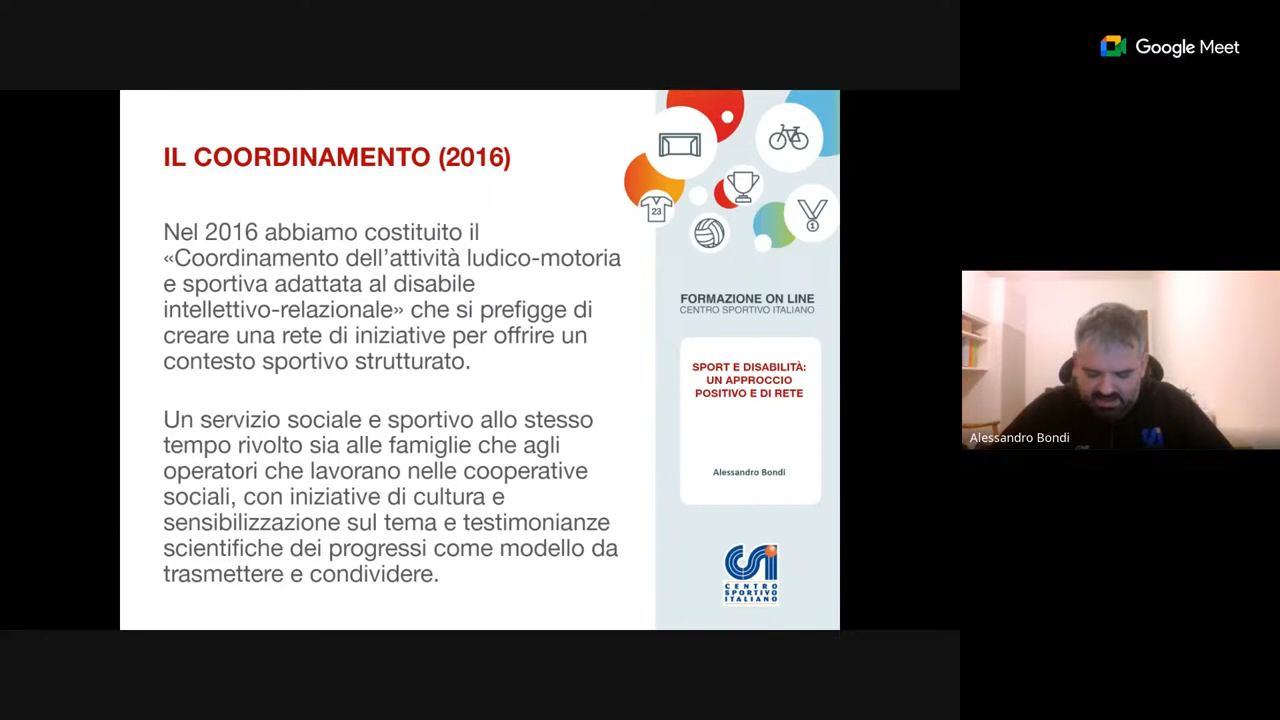 Google Meet
IL COORDINAMENTO (2016)
Nel 2016 abbiamo costituito il
«Coordinamento dell'attività ludico-motoria
e sportiva adattata al disabile
intellettivo-relazionale» che si prefigge di
creare una rete di iniziative per offrire un
contesto sportivo strutturato.
Un servizio sociale e sportivo allo stesso
tempo rivolto sia alle famiglie che agli
operatori che lavorano nelle cooperative
sociali, con iniziative di cultura e
sensibilizzazione sul tema e testimonianze
scientifiche dei progressi come modello da
trasmettere e condividere.
23
1
FORMAZIONE ON LINE
CENTRO SPORTIVO ITALIANO
SPORT E DISABILITÀ:
UN APPROCCIO
POSITIVO E DI RETE
Alessandro Bondi
CSI
CENTRO
SPORTIVO
ITALIANO
Alessandro Bondi